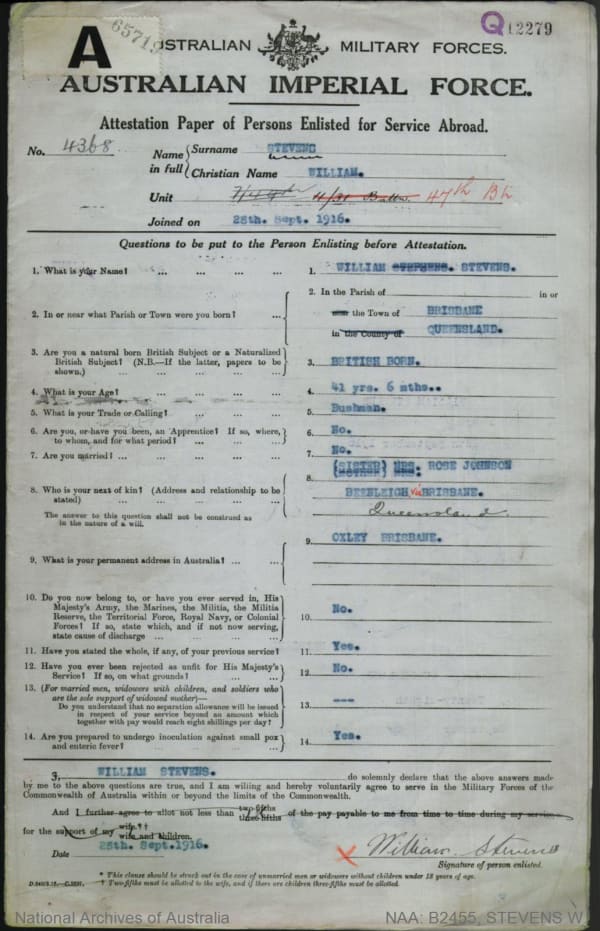 A
65719
Q 12279
AUSTRALIAN MILITARY FORCES.
AUSTRALIAN IMPERIAL FORCE.
Attestation Paper of Persons Enlisted for Service Abroad.
No. 4368
Name in full
Surname STEVENS
Christian Name WILLIAM.
Unit 11/31 Battn. 47th Bn
Joined on 28th. Sept. 1916.
Questions to be put to the Person Enlisting before Attestation.
1. What is your Name? ... ... ... ... 1. WILLIAM STEPHENS. STEVENS.
2. In or near what Parish or Town were you born? ... 2. In the Parish of in or
near the Town of BRISBANE
in the County of QUEENSLAND.
3. Are you a natural born British Subject or a Naturalized British Subject? (N.B.—If the latter, papers to be shown.) ... ... ... ... 3. BRITISH BORN.
4. What is your Age? ... ... ... ... 4. 41 yrs. 6 mths..
5. What is your Trade or Calling? ... ... ... 5. Bushman.
6. Are you, or have you been, an Apprentice? If so, where, to whom, and for what period? ... ... ... 6. No.
7. Are you married? ... ... ... ... ... 7. No.
8. Who is your next of kin? (Address and relationship to be stated) ... ... ... ... 8. (SISTER) MRS. ROSE JOHNSON
(MOTHER) MRS.
BEENLEIGH via BRISBANE.
Queensland
The answer to this question shall not be construed as in the nature of a will.
9. What is your permanent address in Australia? ... ... 9. OXLEY BRISBANE.
10. Do you now belong to, or have you ever served in, His Majesty's Army, the Marines, the Militia, the Militia Reserve, the Territorial Force, Royal Navy, or Colonial Forces? If so, state which, and if not now serving, state cause of discharge ... ... ... 10. No.
11. Have you stated the whole, if any, of your previous service? 11. Yes.
12. Have you ever been rejected as unfit for His Majesty's Service? If so, on what grounds? ... ... 12. No.
13. (For married men, widowers with children, and soldiers who are the sole support of widowed mother)—
Do you understand that no separation allowance will be issued in respect of your service beyond an amount which together with pay would reach eight shillings per day? 13. ---
14. Are you prepared to undergo inoculation against small pox and enteric fever? ... ... ... ... 14. Yes.
I, WILLIAM STEVENS. do solemnly declare that the above answers made
by me to the above questions are true, and I am willing and hereby voluntarily agree to serve in the Military Forces of the
Commonwealth of Australia within or beyond the limits of the Commonwealth.
And I further agree to allot not less than two-fifths three-fifths of the pay payable to me from time to time during my service
for the support of my wife.†† wife and children.
Date 28th. Sept.1916.
X William Stevens
Signature of person enlisted.
* This clause should be struck out in the case of unmarried men or widowers without children under 18 years of age.
† Two-fifths must be allotted to the wife, and if there are children three-fifths must be allotted.
National Archives of Australia
NAA: B2455, STEVENS W